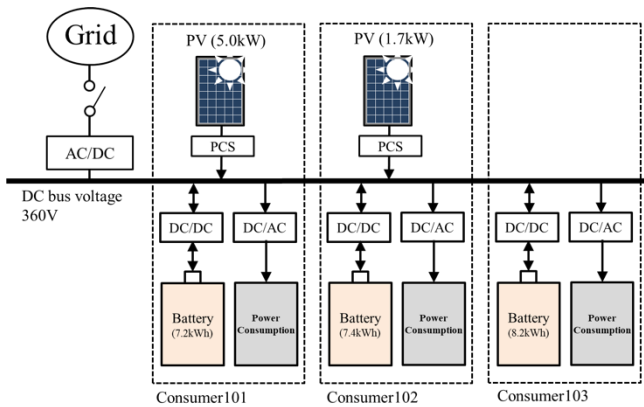 Grid
PV (5.0kW)
PV (1.7kW)
PCS
PCS
AC/DC
DC bus voltage
360V
DC/DC
DC/AC
DC/DC
DC/AC
DC/DC
DC/AC
Battery
(7.2kWh)
Power
Consumption
Battery
(7.4kWh)
Power
Consumption
Battery
(8.2kWh)
Power
Consumption
Consumer101
Consumer102
Consumer103